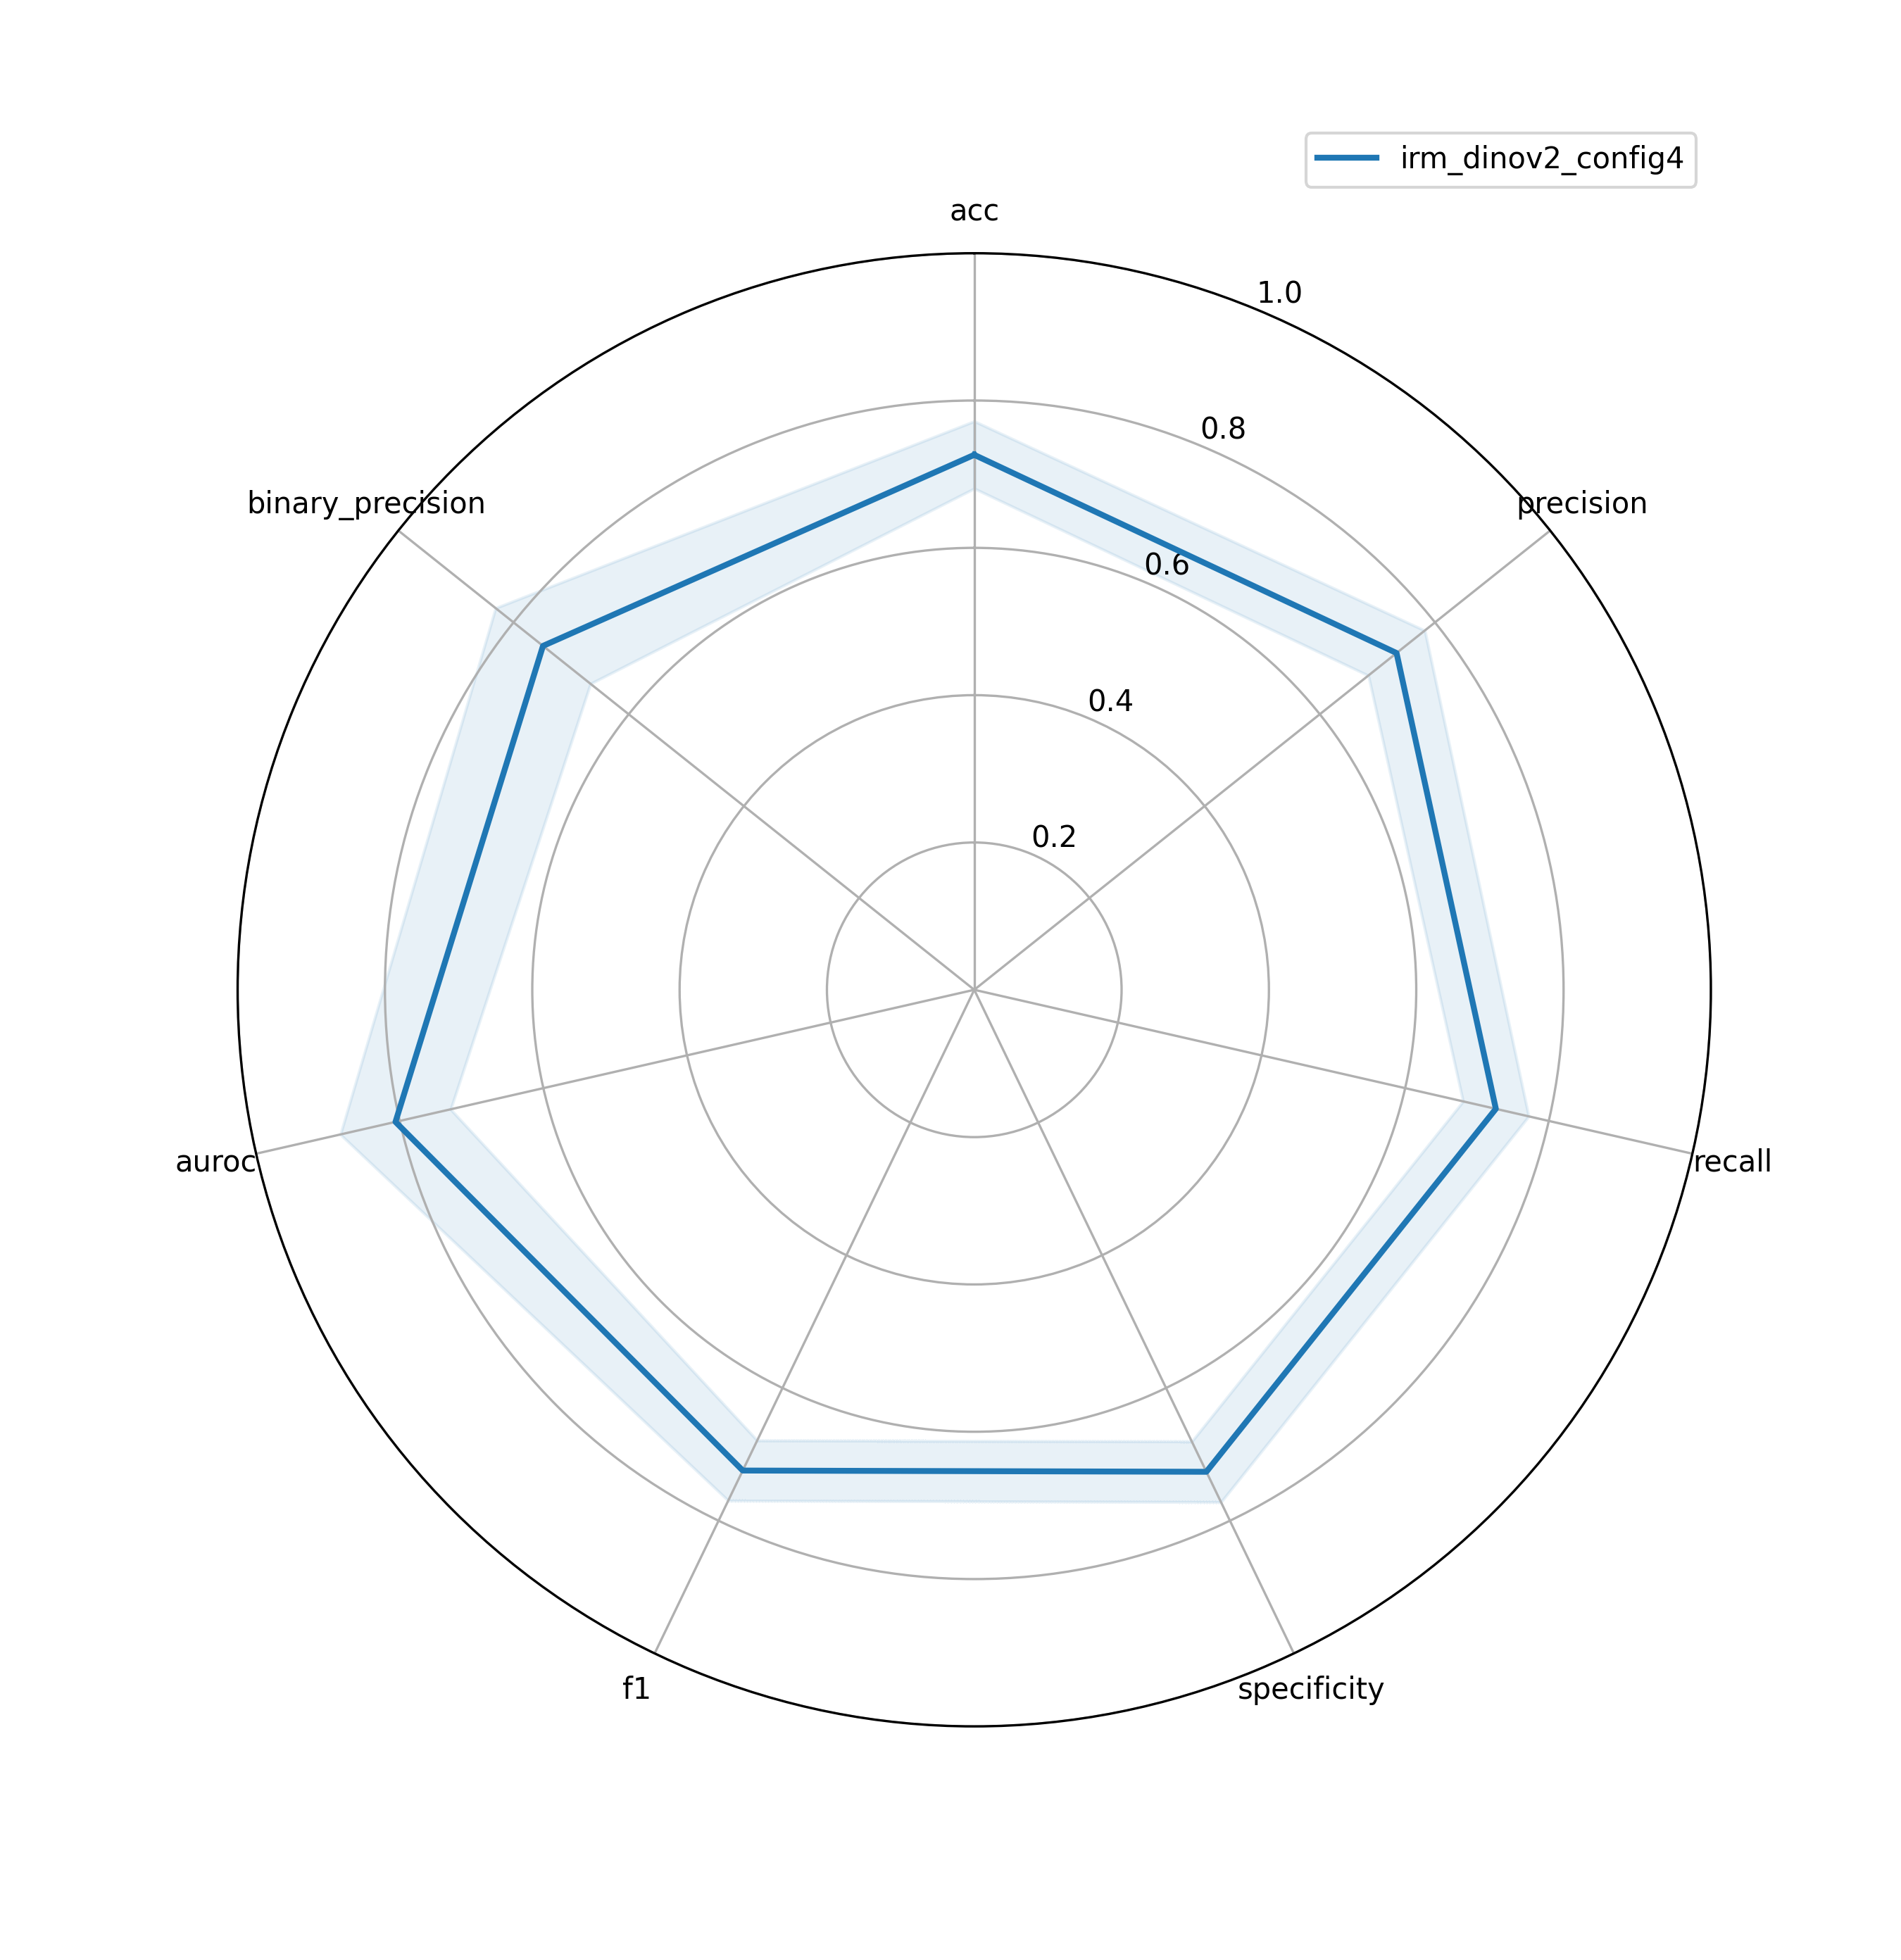 irm_dinov2_config4
acc
1.0
0.8
binary_precision
precision
0.6
0.4
0.2
auroc
recall
f1
specificity